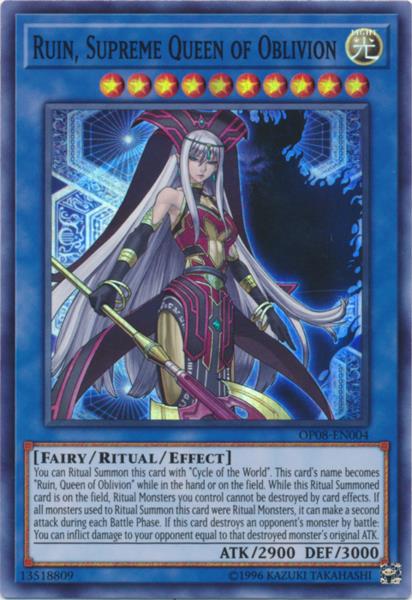 RUIN, SUPREME QUEEN OF OBLIVION
LIGHT
光
OP08-EN004
[FAIRY/RITUAL/EFFECT]
You can Ritual Summon this card with "Cycle of the World". This card's name becomes
"Ruin, Queen of Oblivion" while in the hand or on the field. While this Ritual Summoned
card is on the field, Ritual Monsters you control cannot be destroyed by card effects. If
all monsters used to Ritual Summon this card were Ritual Monsters, it can make a
second attack during each Battle Phase. If this card destroys an opponent's monster by battle:
You can inflict damage to your opponent equal to that destroyed monster's original ATK.
ATK/2900 DEF/3000
13518809
©1996 KAZUKI TAKAHASHI